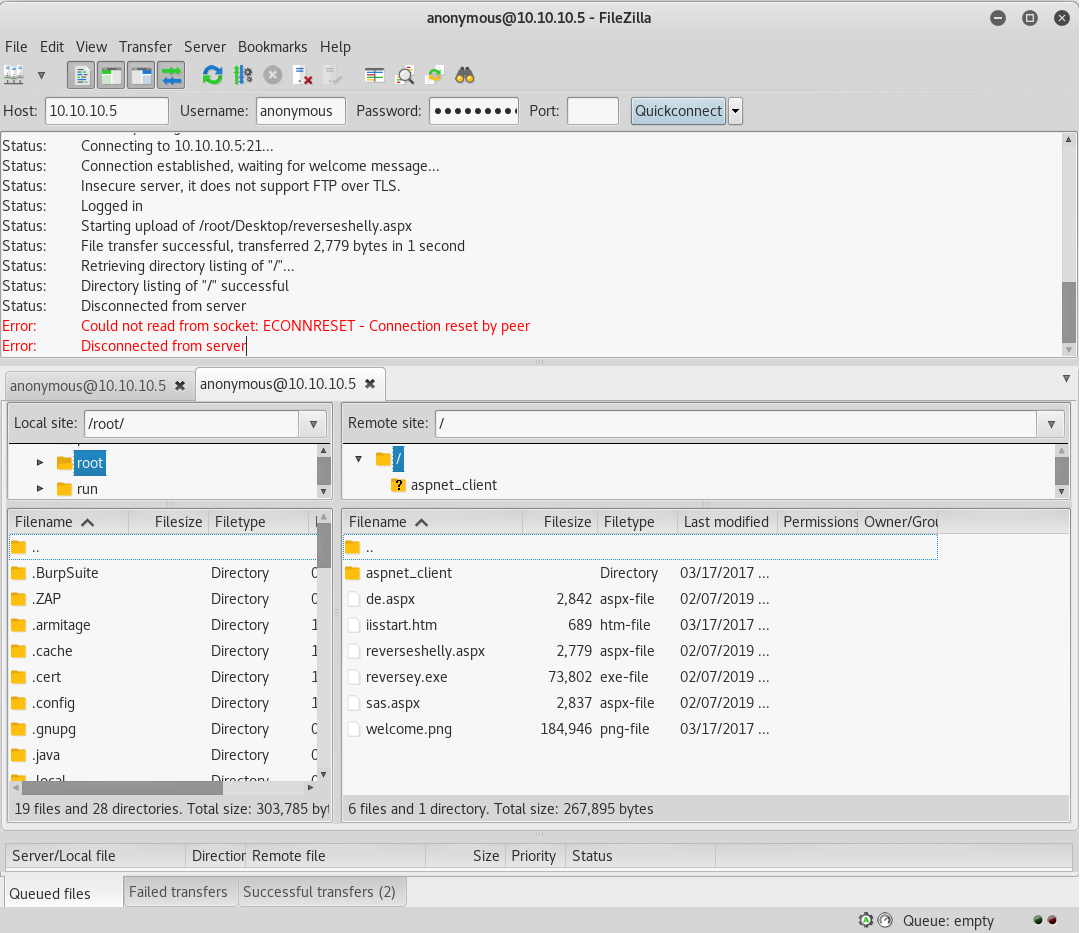 anonymous@10.10.10.5 - FileZilla
File Edit View Transfer Server Bookmarks Help
Host: 10.10.10.5 Username: anonymous Password: ●●●●●●●●● Port: Quickconnect
Status: Connecting to 10.10.10.5:21...
Status: Connection established, waiting for welcome message...
Status: Insecure server, it does not support FTP over TLS.
Status: Logged in
Status: Starting upload of /root/Desktop/reverseshelly.aspx
Status: File transfer successful, transferred 2,779 bytes in 1 second
Status: Retrieving directory listing of "/"...
Status: Directory listing of "/" successful
Status: Disconnected from server
Error: Could not read from socket: ECONNRESET - Connection reset by peer
Error: Disconnected from server
anonymous@10.10.10.5 ✖ anonymous@10.10.10.5 ✖
Local site: /root/
root
run
Filename Filesize Filetype
..
.BurpSuite Directory 0
.ZAP Directory 0
.armitage Directory 1
.cache Directory 1
.cert Directory 1
.config Directory 1
.gnupg Directory 0
.java Directory 0
.local Directory 0
19 files and 28 directories. Total size: 303,785 byt
Remote site: /
/
aspnet_client
Filename Filesize Filetype Last modified Permissions Owner/Grou
..
aspnet_client Directory 03/17/2017 ...
de.aspx 2,842 aspx-file 02/07/2019 ...
iisstart.htm 689 htm-file 03/17/2017 ...
reverseshelly.aspx 2,779 aspx-file 02/07/2019 ...
reversey.exe 73,802 exe-file 02/07/2019 ...
sas.aspx 2,837 aspx-file 02/07/2019 ...
welcome.png 184,946 png-file 03/17/2017 ...
6 files and 1 directory. Total size: 267,895 bytes
Server/Local file Direction Remote file Size Priority Status
Queued files Failed transfers Successful transfers (2)
Queue: empty